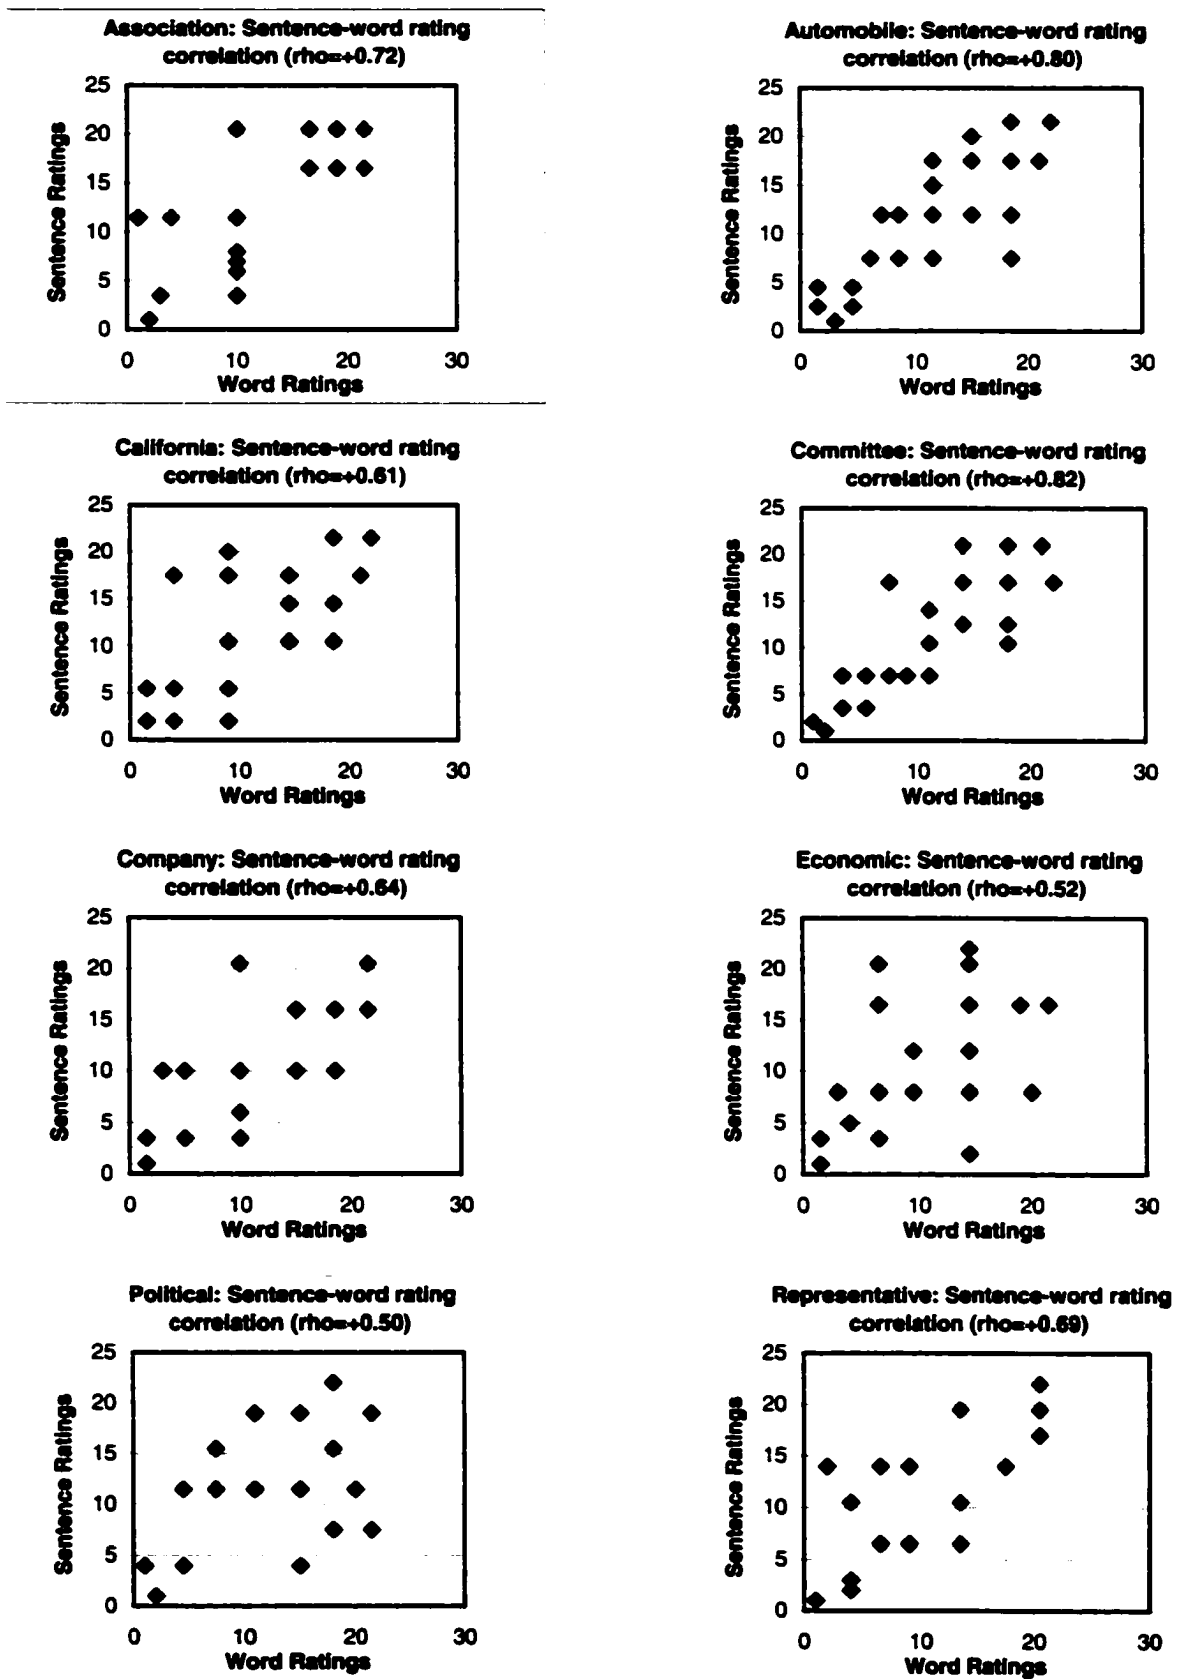 Association: Sentence-word rating
correlation (rho=+0.72)
25
20
15
10
5
0
Sentence Ratings
0 10 20 30
Word Ratings
Automobile: Sentence-word rating
correlation (rho=+0.80)
25
20
15
10
5
0
Sentence Ratings
0 10 20 30
Word Ratings
California: Sentence-word rating
correlation (rho=+0.61)
25
20
15
10
5
0
Sentence Ratings
0 10 20 30
Word Ratings
Committee: Sentence-word rating
correlation (rho=+0.82)
25
20
15
10
5
0
Sentence Ratings
0 10 20 30
Word Ratings
Company: Sentence-word rating
correlation (rho=+0.64)
25
20
15
10
5
0
Sentence Ratings
0 10 20 30
Word Ratings
Economic: Sentence-word rating
correlation (rho=+0.52)
25
20
15
10
5
0
Sentence Ratings
0 10 20 30
Word Ratings
Political: Sentence-word rating
correlation (rho=+0.50)
25
20
15
10
5
0
Sentence Ratings
0 10 20 30
Word Ratings
Representative: Sentence-word rating
correlation (rho=+0.69)
25
20
15
10
5
0
Sentence Ratings
0 10 20 30
Word Ratings